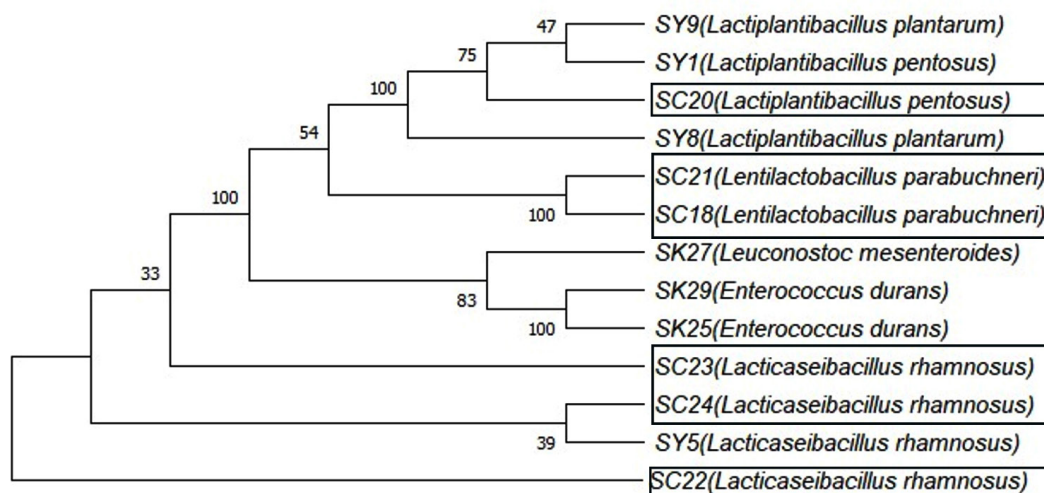 47
SY9(Lactiplantibacillus plantarum)
75
SY1(Lactiplantibacillus pentosus)
100
SC20(Lactiplantibacillus pentosus)
54
SY8(Lactiplantibacillus plantarum)
SC21(Lentilactobacillus parabuchneri)
100
100
SC18(Lentilactobacillus parabuchneri)
SK27(Leuconostoc mesenteroides)
33
83
SK29(Enterococcus durans)
100
SK25(Enterococcus durans)
SC23(Lacticaseibacillus rhamnosus)
SC24(Lacticaseibacillus rhamnosus)
39
SY5(Lacticaseibacillus rhamnosus)
SC22(Lacticaseibacillus rhamnosus)